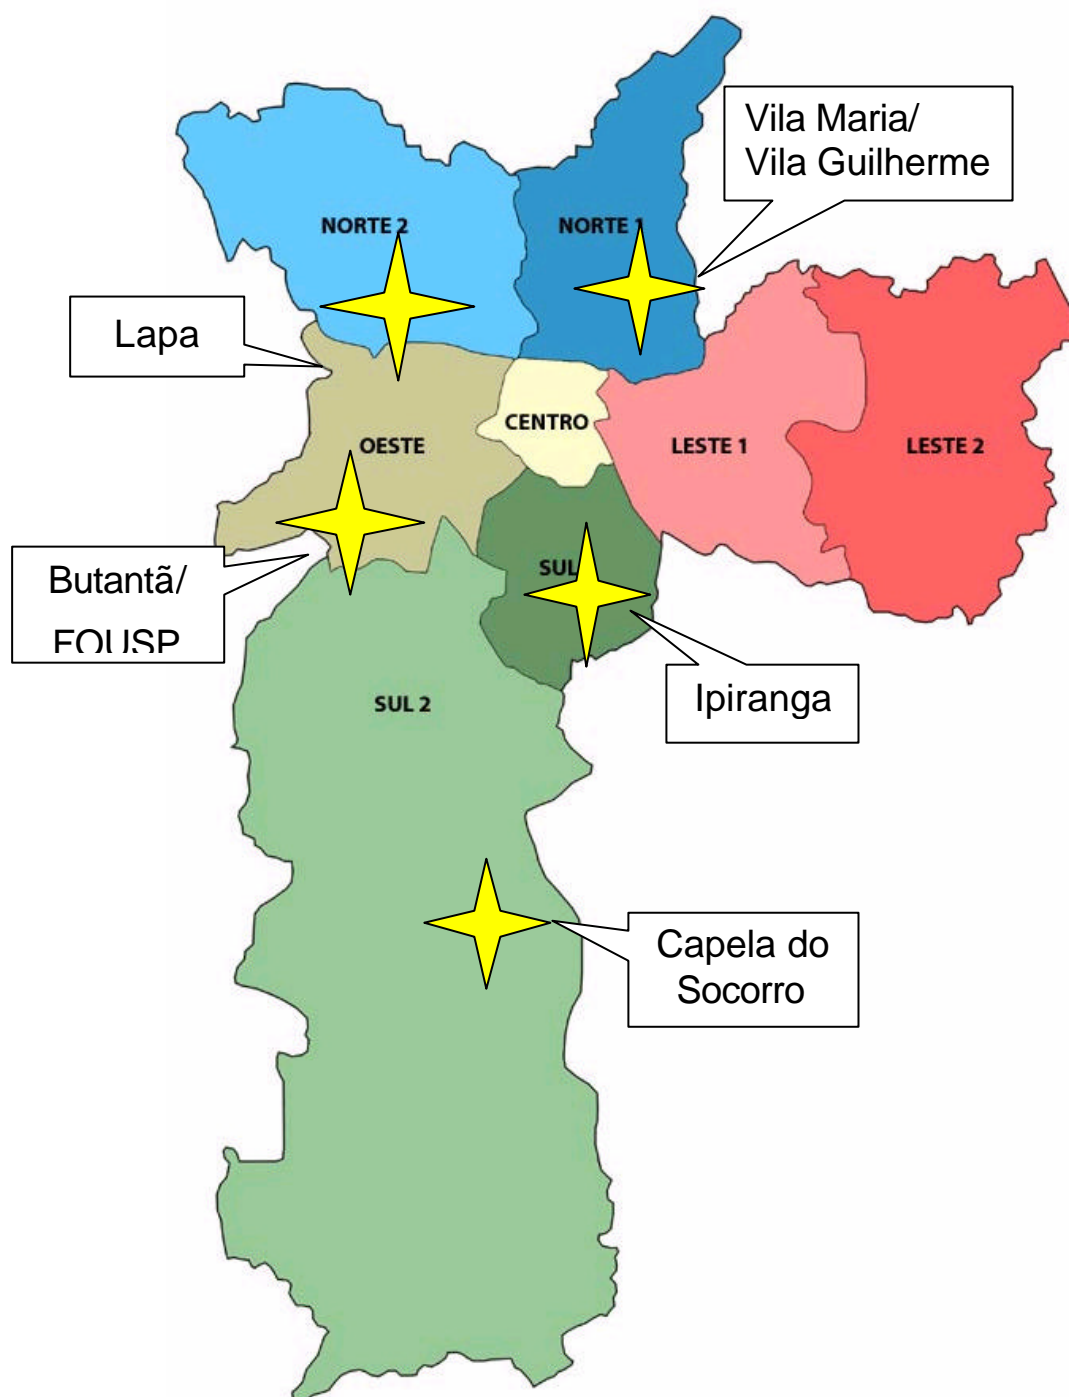 Vila Maria/
Vila Guilherme
NORTE 2
NORTE 1
Lapa
CENTRO
OESTE
LESTE 1
LESTE 2
Butantã/
FOUSP
SUL
Ipiranga
SUL 2
Capela do
Socorro